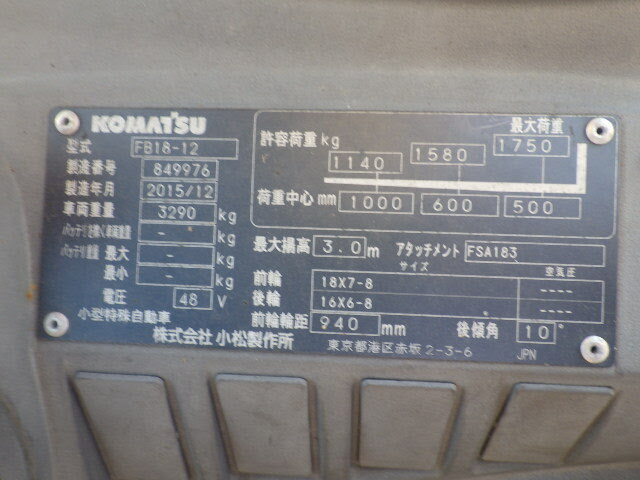 KOMATSU
型式 FB18-12
製造番号 849976
製造年月 2015/12
車両重量 3290 kg
バッテリ重量 最大 - kg
最小 - kg
電圧 48 V
小型特殊自動車
株式会社 小松製作所
最大荷重
許容荷重 kg 1140 1580 1750
荷重中心 mm 1000 600 500
最大揚高 3.0 m アタッチメント FSA183
サイズ 空気圧
前輪 18X7-8 ----
後輪 16X6-8 ----
前輪輪距 940 mm 後傾角 10°
東京都港区赤坂2-3-6 JPN